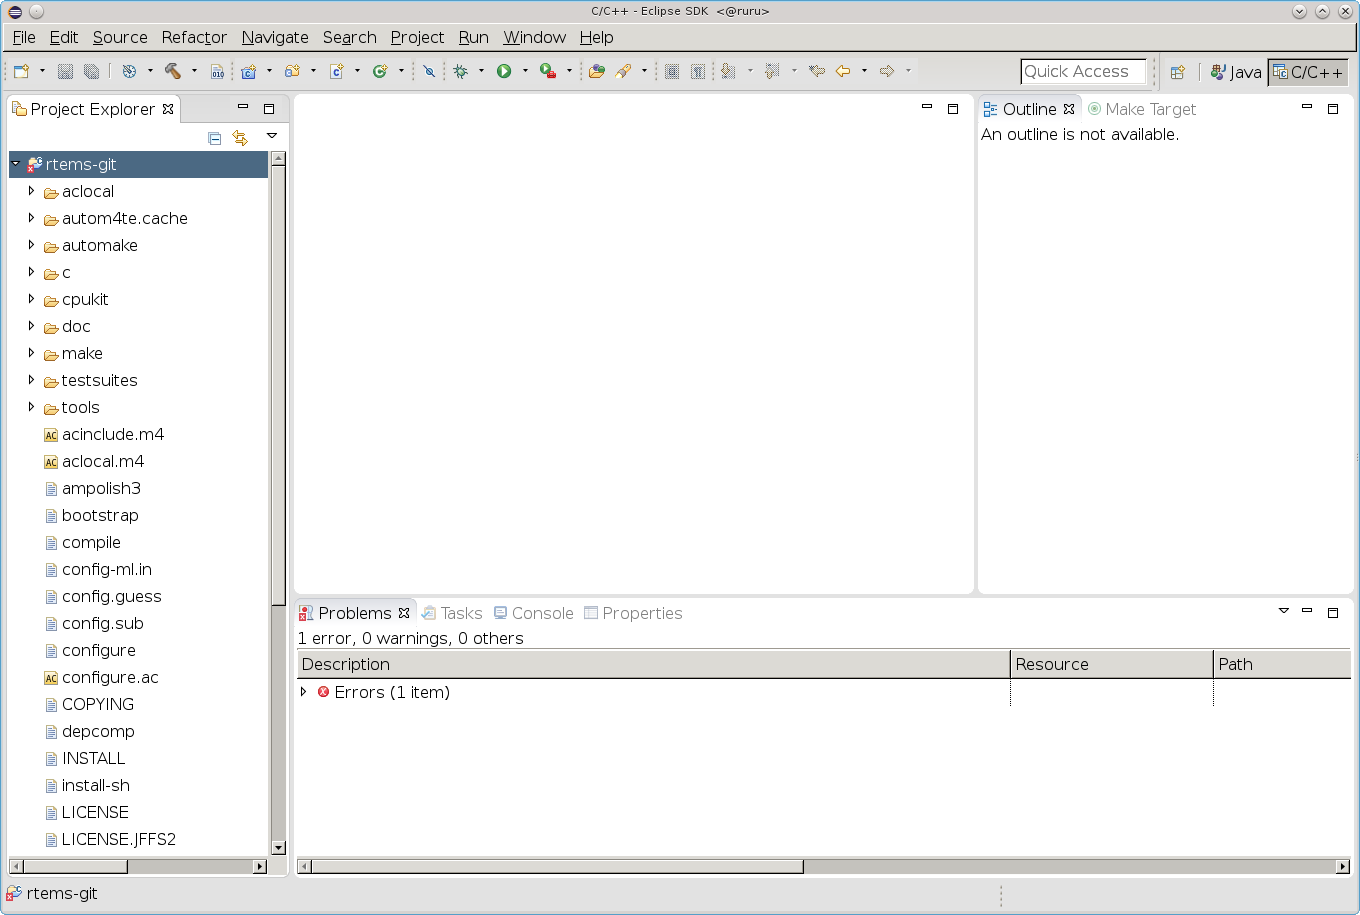 C/C++ - Eclipse SDK <@ruru>
File Edit Source Refactor Navigate Search Project Run Window Help
010 Quick Access Java C/C++
Project Explorer
rtems-git
aclocal
autom4te.cache
automake
c
cpukit
doc
make
testsuites
tools
AC acinclude.m4
AC aclocal.m4
ampolish3
bootstrap
compile
config-ml.in
config.guess
config.sub
configure
AC configure.ac
COPYING
depcomp
INSTALL
install-sh
LICENSE
LICENSE.JFFS2
Outline Make Target
An outline is not available.
Problems Tasks Console Properties
1 error, 0 warnings, 0 others
Description Resource Path
Errors (1 item)
rtems-git